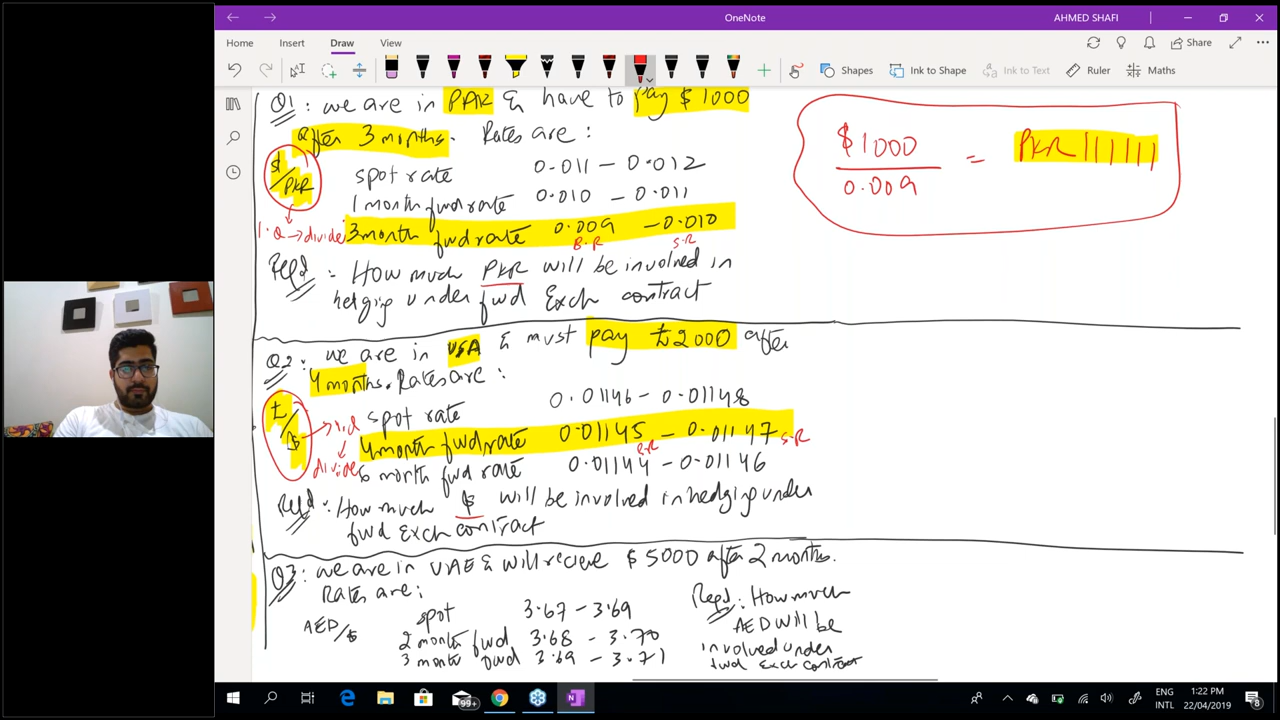 OneNote
AHMED SHAFI
Home Insert Draw View
Share
Shapes Ink to Shape Ink to Text Ruler Maths
Q1: we are in PAK & have to pay $1000
after 3 months. Rates are:
$/PKR
spot rate 0.011 – 0.012
1 month fwd rate 0.010 – 0.011
I.Q → divide
3 month fwd rate 0.009 – 0.010
B.R S.R
Reqd: How much PKR will be involved in
hedging under fwd Exch contract
$1000
0.009
= PKR 111111
Q2: we are in USA & must pay £2000 after
4 months. Rates are:
£/$
spot rate 0.01146 – 0.01148
4 month fwd rate 0.01145 – 0.01147
B.R S.R
divide
6 month fwd rate 0.01144 – 0.01146
Reqd: How much $ will be involved in hedging under
fwd Exch contract
Q3: we are in UAE & will recieve $5000 after 2 months.
Rates are:
AED/$
spot 3.67 – 3.69
2 month fwd 3.68 – 3.70
3 month fwd 3.69 – 3.71
Reqd: How much
AED will be
involved under
fwd Exch contract
99+
ENG
INTL
1:22 PM
22/04/2019
8